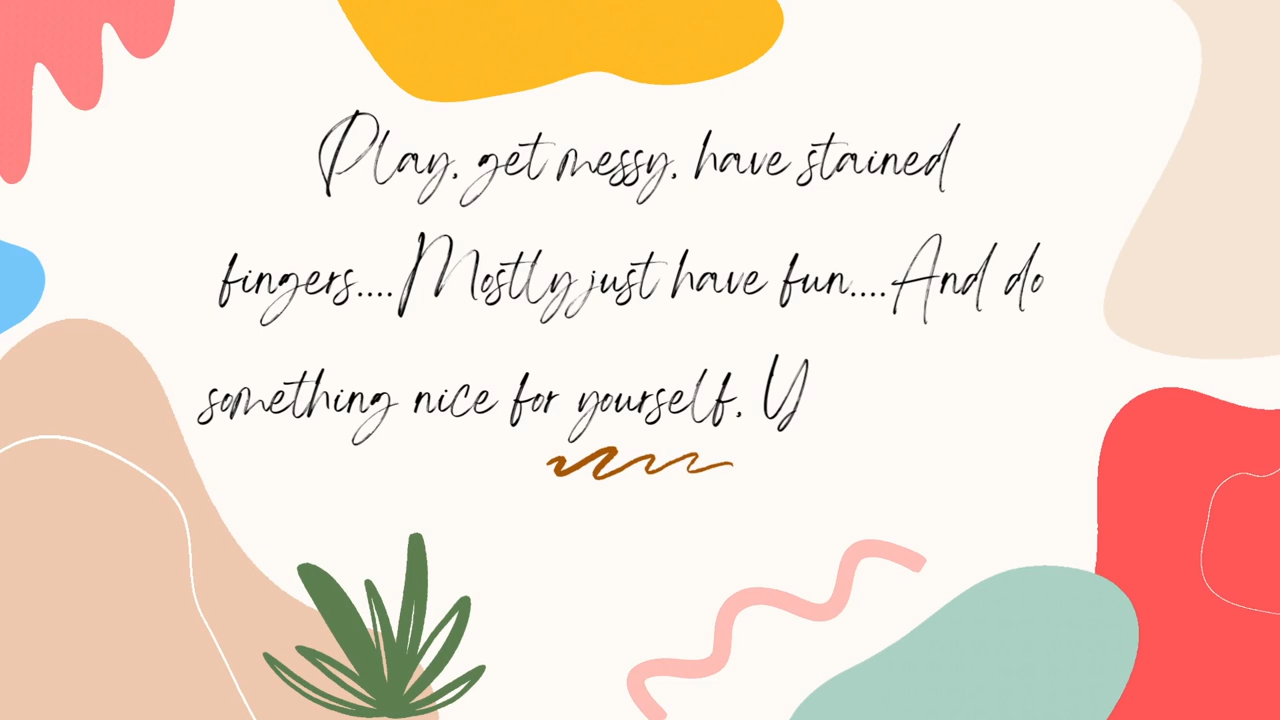 Play, get messy, have stained
fingers....Mostly just have fun....And do
something nice for yourself. Y